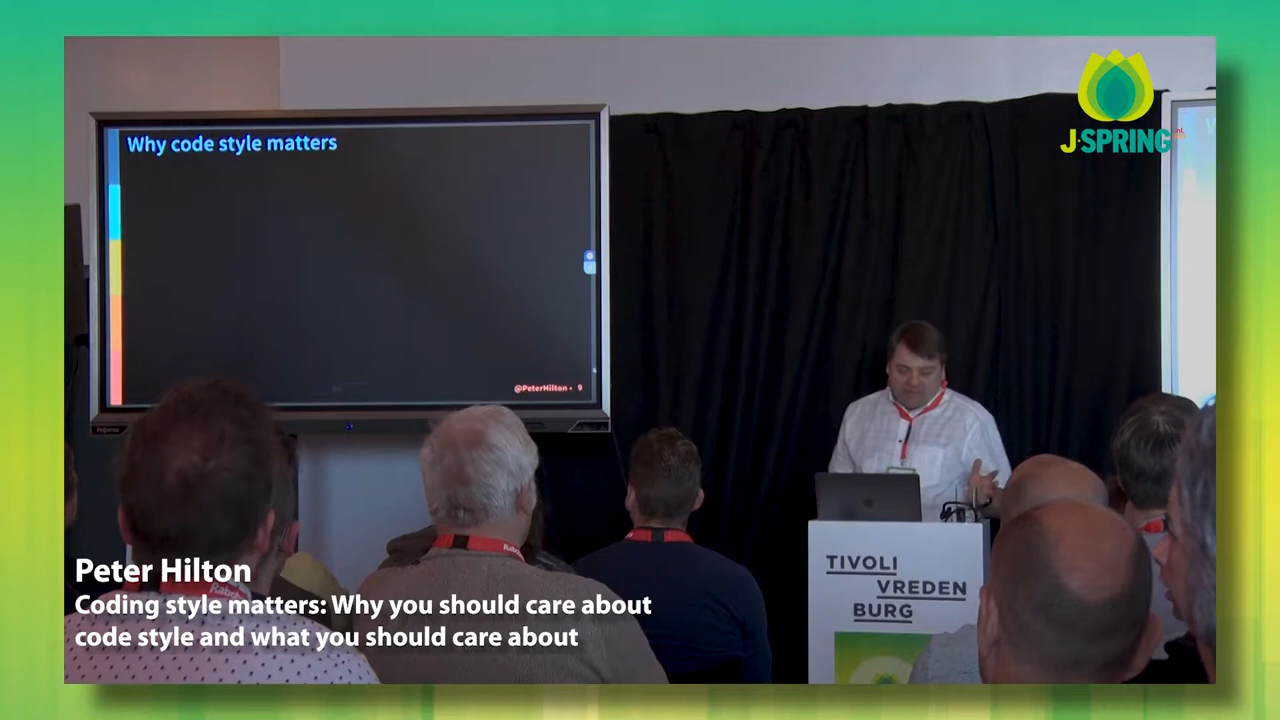 Why code style matters
@PeterHilton • 9
J-SPRING
TIVOLI
VREDEN
BURG
Peter Hilton
Coding style matters: Why you should care about
code style and what you should care about